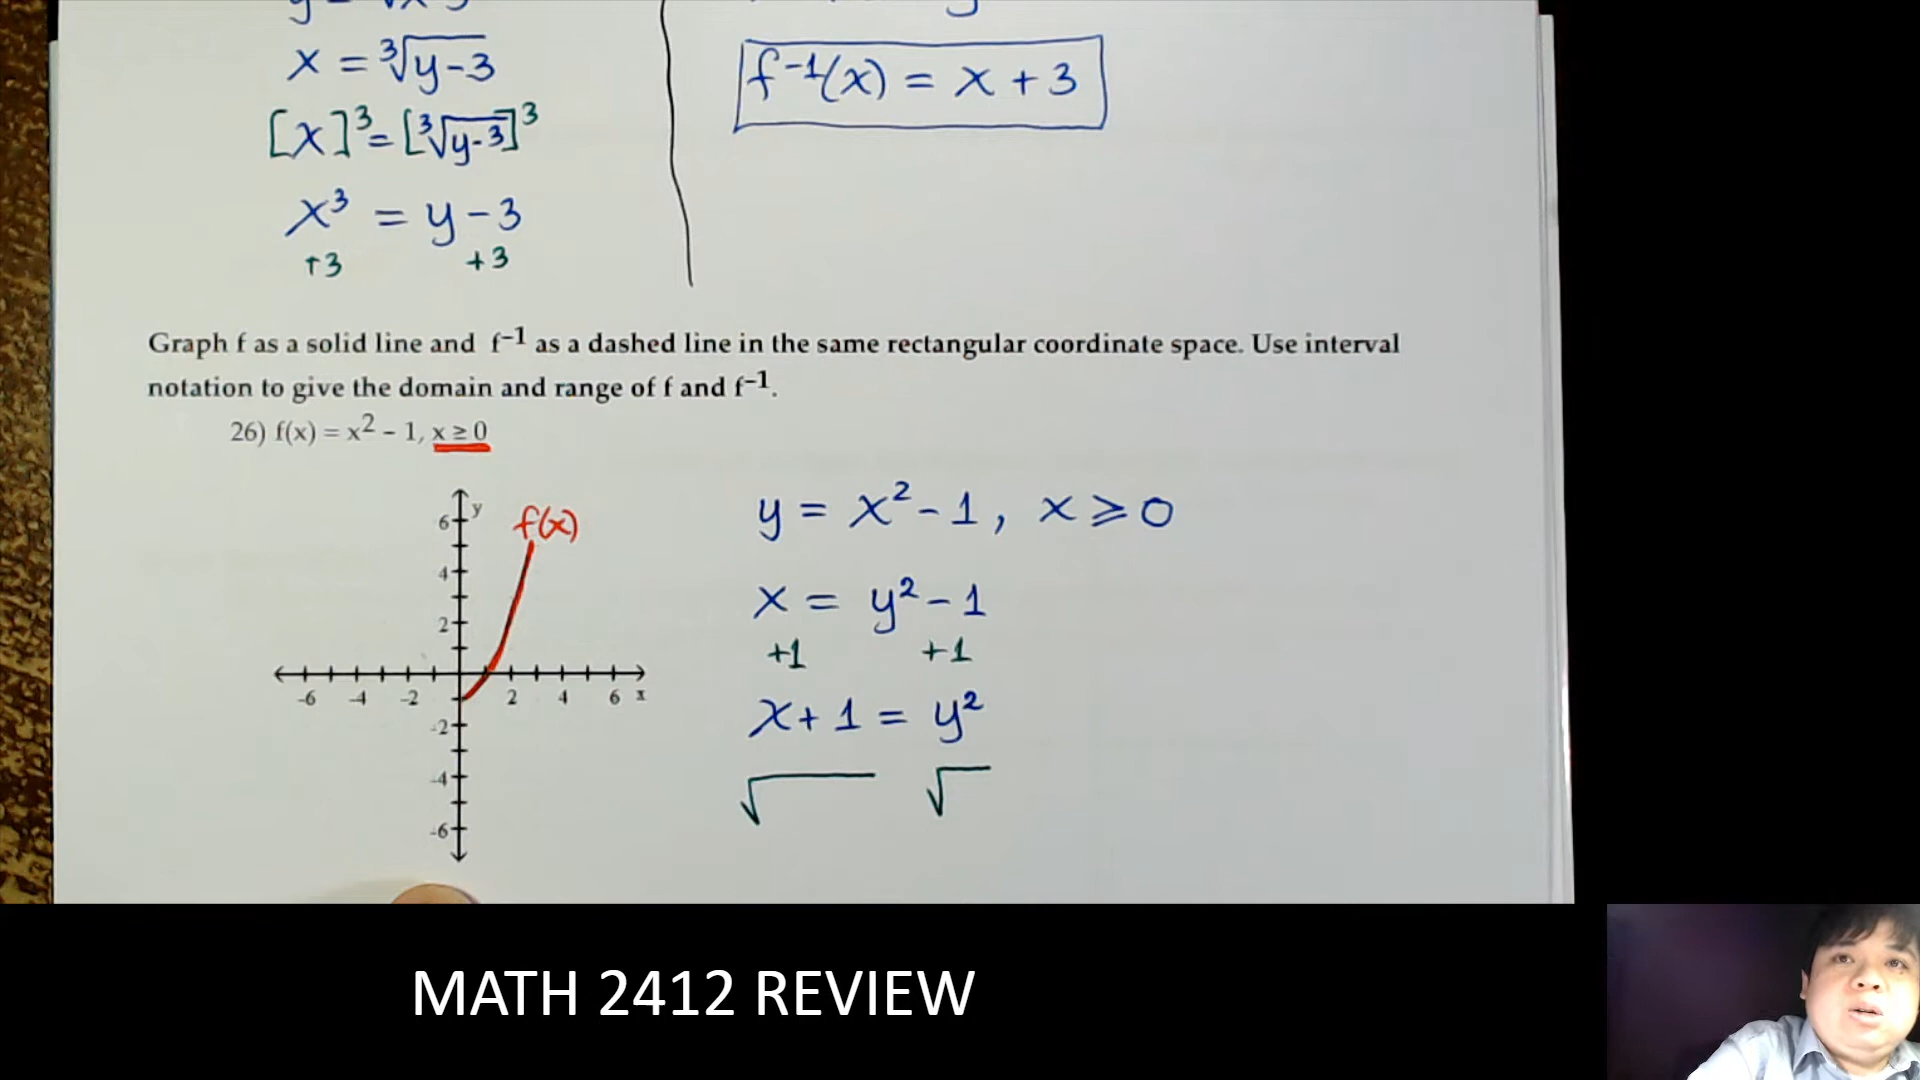 x = ∛y-3
[x]³=[∛y-3]³
x³ = y-3
+3 +3
f⁻¹(x) = x + 3
Graph f as a solid line and f⁻¹ as a dashed line in the same rectangular coordinate space. Use interval
notation to give the domain and range of f and f⁻¹.
26) f(x) = x² - 1, x ≥ 0
y
f(x)
6
4
2
-6 -4 -2 2 4 6 x
-2
-4
-6
y = x² - 1, x ≥ 0
x = y² - 1
+1 +1
x + 1 = y²
√ √
MATH 2412 REVIEW